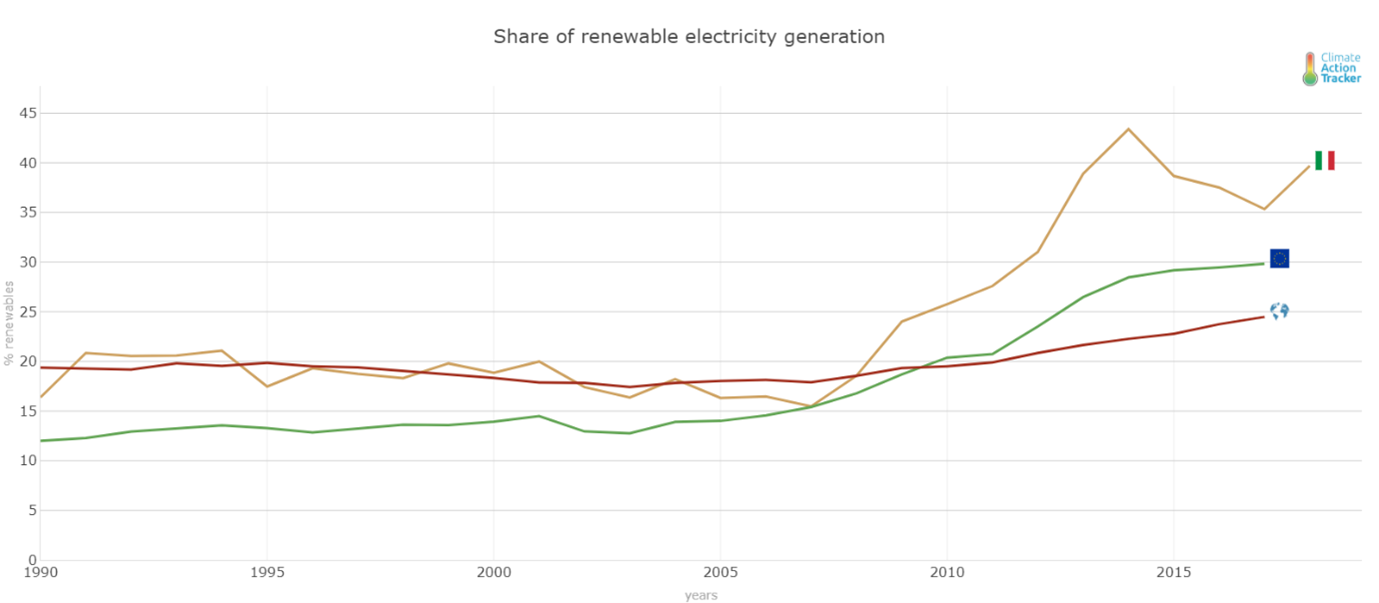 Share of renewable electricity generation
Climate
Action
Tracker
45
40
35
30
25
20
15
10
5
0
% renewables
1990
1995
2000
2005
2010
2015
years